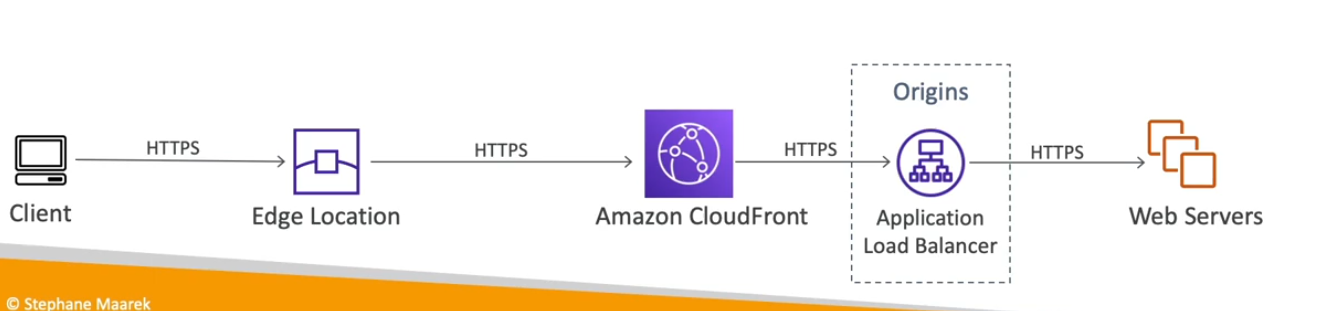 Origins
HTTPS
HTTPS
HTTPS
HTTPS
Client
Edge Location
Amazon CloudFront
Application
Load Balancer
Web Servers
© Stephane Maarek